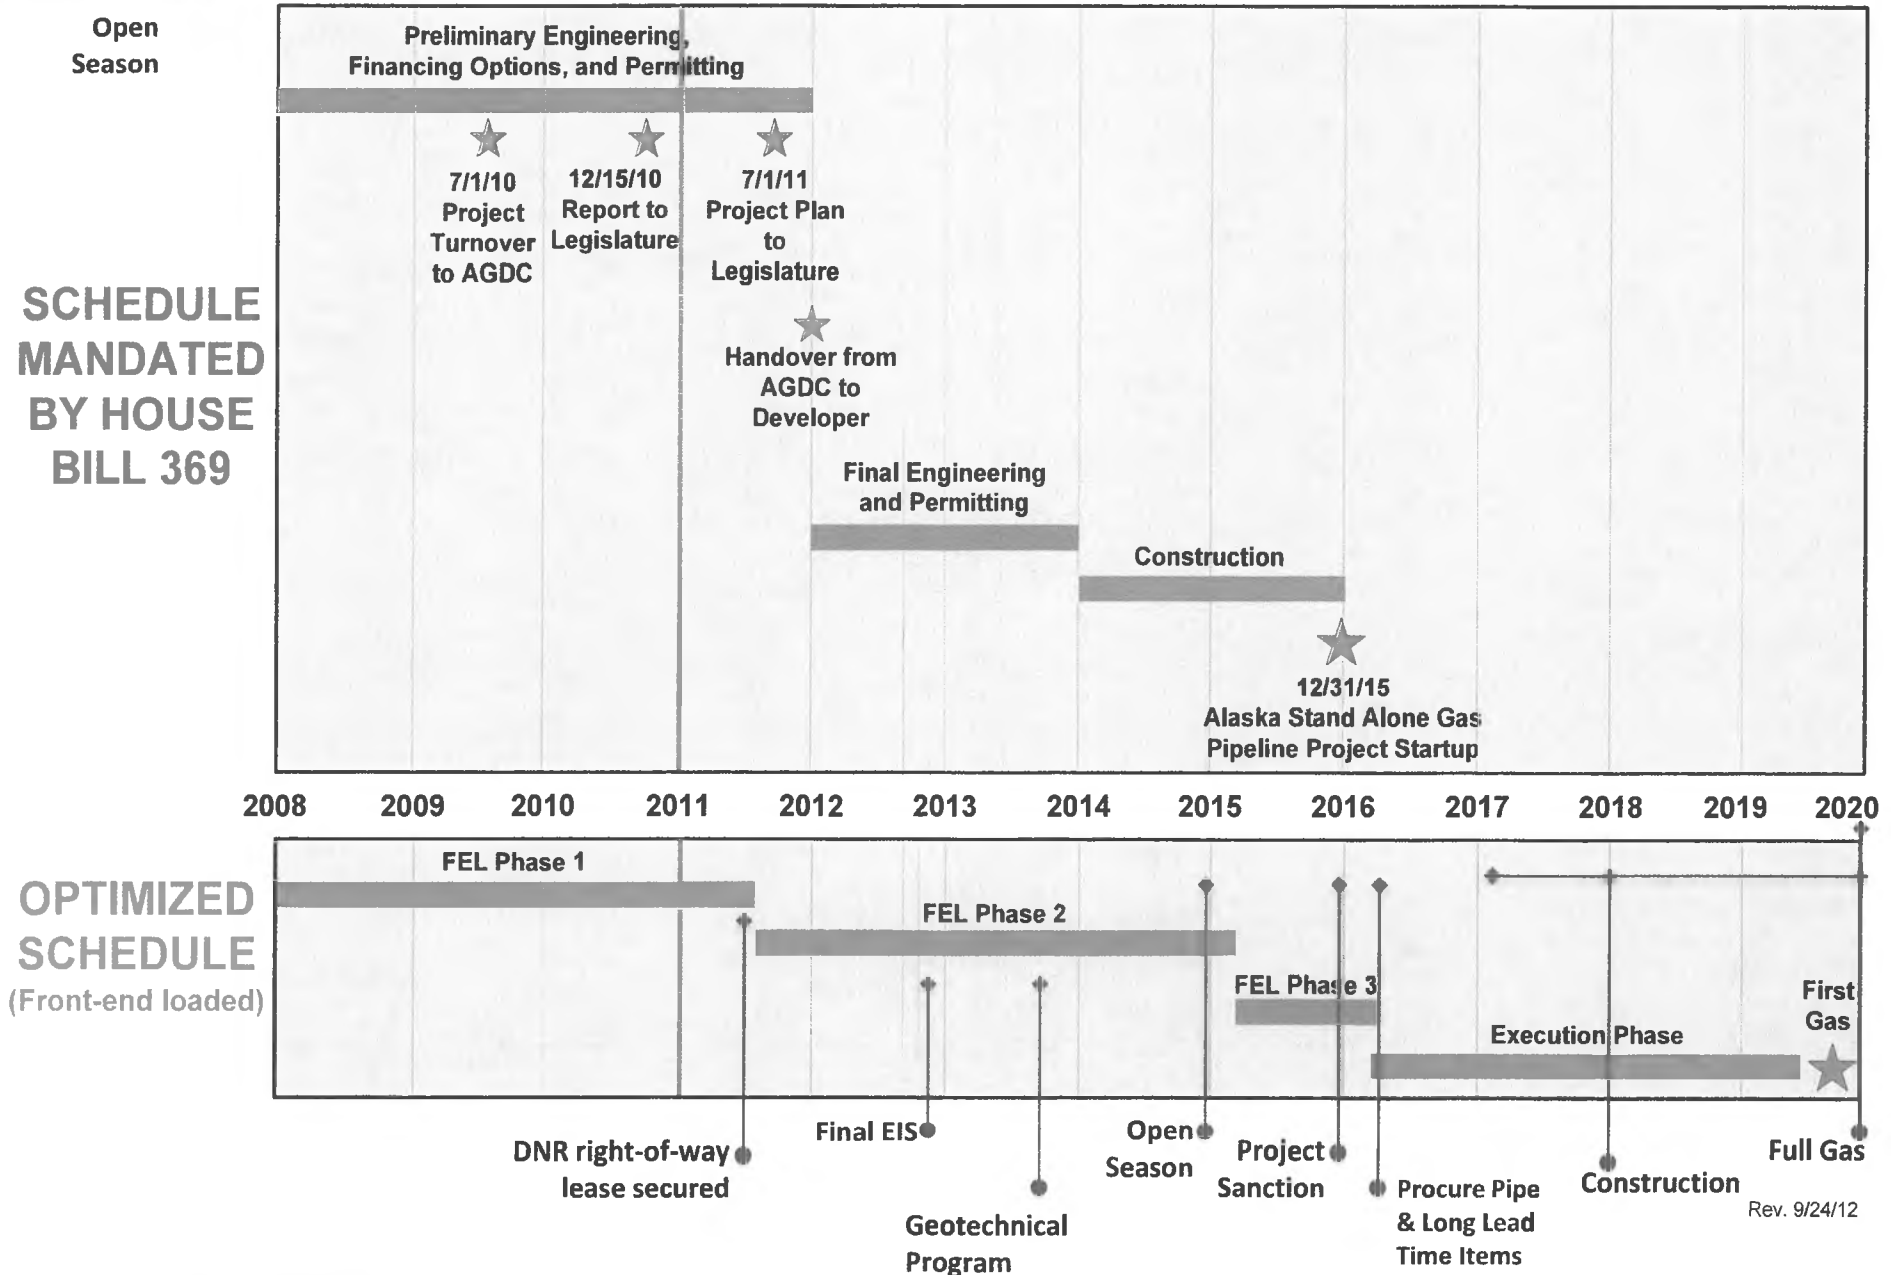 Open
Season
Preliminary Engineering,
Financing Options, and Permitting
7/1/10
Project
Turnover
to AGDC
12/15/10
Report to
Legislature
7/1/11
Project Plan
to
Legislature
Handover from
AGDC to
Developer
SCHEDULE
MANDATED
BY HOUSE
BILL 369
Final Engineering
and Permitting
Construction
12/31/15
Alaska Stand Alone Gas
Pipeline Project Startup
2008 2009 2010 2011 2012 2013 2014 2015 2016 2017 2018 2019 2020
OPTIMIZED
SCHEDULE
(Front-end loaded)
FEL Phase 1
FEL Phase 2
FEL Phase 3
Execution Phase
First
Gas
DNR right-of-way
lease secured
Final EIS
Geotechnical
Program
Open
Season
Project
Sanction
Procure Pipe
& Long Lead
Time Items
Construction
Full Gas
Rev. 9/24/12